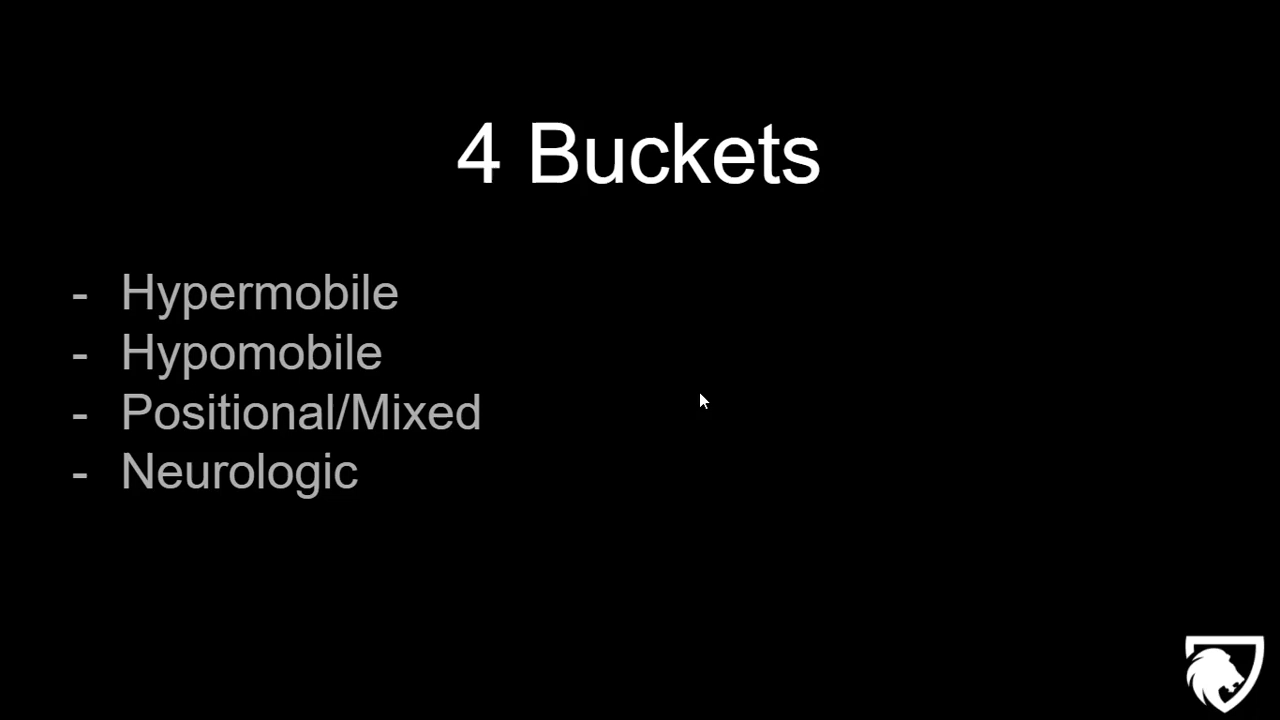 4 Buckets
- Hypermobile
- Hypomobile
- Positional/Mixed
- Neurologic